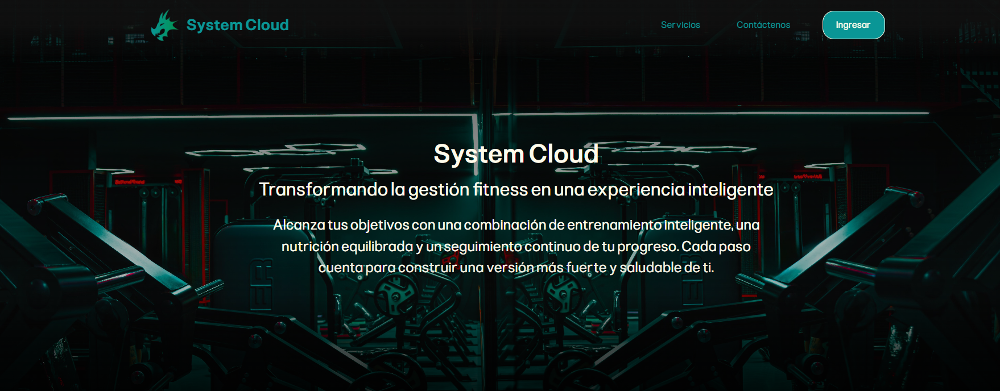 System Cloud
Servicios
Contáctenos
Ingresar
System Cloud
Transformando la gestión fitness en una experiencia inteligente
Alcanza tus objetivos con una combinación de entrenamiento inteligente, una
nutrición equilibrada y un seguimiento continuo de tu progreso. Cada paso
cuenta para construir una versión más fuerte y saludable de ti.